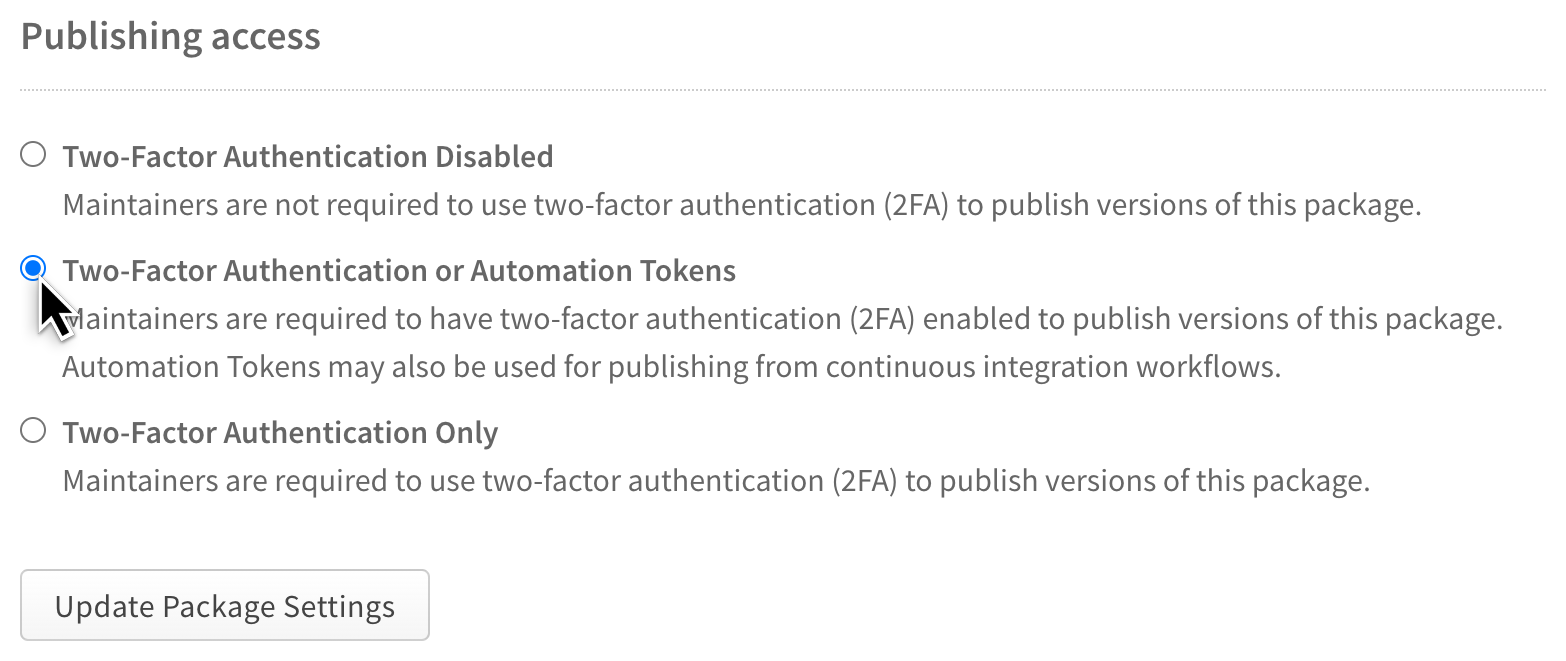 Publishing access
Two-Factor Authentication Disabled
Maintainers are not required to use two-factor authentication (2FA) to publish versions of this package.
Two-Factor Authentication or Automation Tokens
Maintainers are required to have two-factor authentication (2FA) enabled to publish versions of this package.
Automation Tokens may also be used for publishing from continuous integration workflows.
Two-Factor Authentication Only
Maintainers are required to use two-factor authentication (2FA) to publish versions of this package.
Update Package Settings